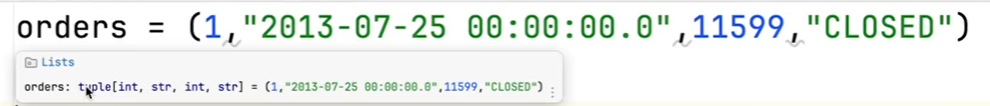 orders = (1,"2013-07-25 00:00:00.0",11599,"CLOSED")
Lists
orders: tuple[int, str, int, str] = (1,"2013-07-25 00:00:00.0",11599,"CLOSED")